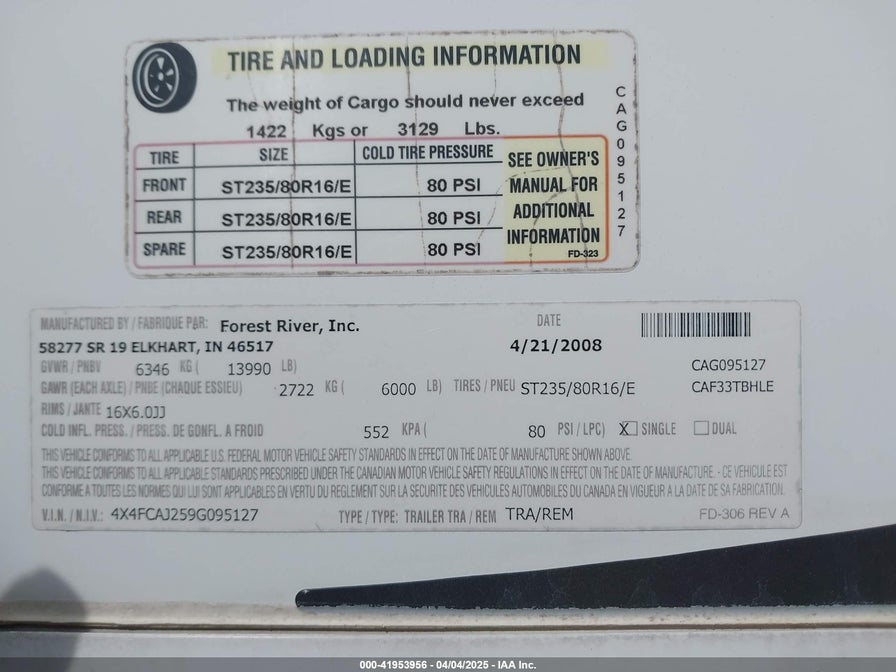 TIRE AND LOADING INFORMATION
The weight of Cargo should never exceed
1422 Kgs or 3129 Lbs.
TIRE SIZE COLD TIRE PRESSURE
FRONT ST235/80R16/E 80 PSI
REAR ST235/80R16/E 80 PSI
SPARE ST235/80R16/E 80 PSI
SEE OWNER'S
MANUAL FOR
ADDITIONAL
INFORMATION
FD-323
CAG095127
MANUFACTURED BY / FABRIQUE PAR: Forest River, Inc. DATE
58277 SR 19 ELKHART, IN 46517 4/21/2008
GVWR / PNBV 6346 KG ( 13990 LB) CAG095127
GAWR (EACH AXLE) / PNBE (CHAQUE ESSIEU) 2722 KG ( 6000 LB) TIRES / PNEU ST235/80R16/E CAF33TBHLE
RIMS / JANTE 16X6.0JJ
COLD INFL. PRESS. / PRESS. DE GONFL. A FROID 552 KPA ( 80 PSI / LPC) X SINGLE DUAL
THIS VEHICLE CONFORMS TO ALL APPLICABLE U.S. FEDERAL MOTOR VEHICLE SAFETY STANDARDS IN EFFECT ON THE DATE OF MANUFACTURE SHOWN ABOVE.
THIS VEHICLE CONFORMS TO ALL APPLICABLE STANDARDS PRESCRIBED UNDER THE CANADIAN MOTOR VEHICLE SAFETY REGULATIONS IN EFFECT ON THE DATE OF MANUFACTURE. - CE VEHICULE EST
CONFORME A TOUTES LES NORMES QUI LUI SONT APPLICABLES EN VERTU DU REGLEMENT SUR LA SECURITE DES VEHICULES AUTOMOBILES DU CANADA EN VIGUEUR A LA DATE DE SA FABRICATION.
V.I.N. / N.I.V.: 4X4FCAJ259G095127 TYPE / TYPE: TRAILER TRA / REM TRA/REM FD-306 REV A
000-41953956 - 04/04/2025 - IAA Inc.